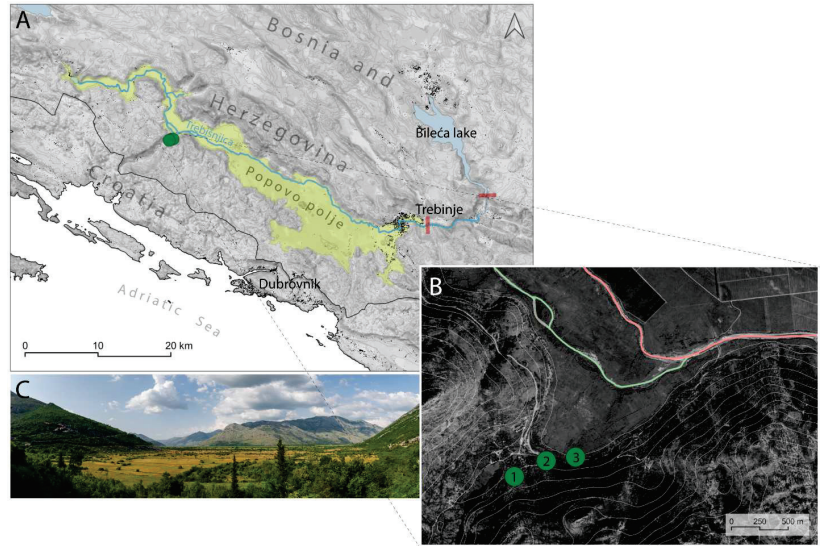 A
Bosnia and
Herzegovina
Bileća lake
Trebišnjica
Popovo polje
Croatia
Trebinje
Dubrovnik
Adriatic Sea
0 10 20 km
B
1
2
3
0 250 500 m
C